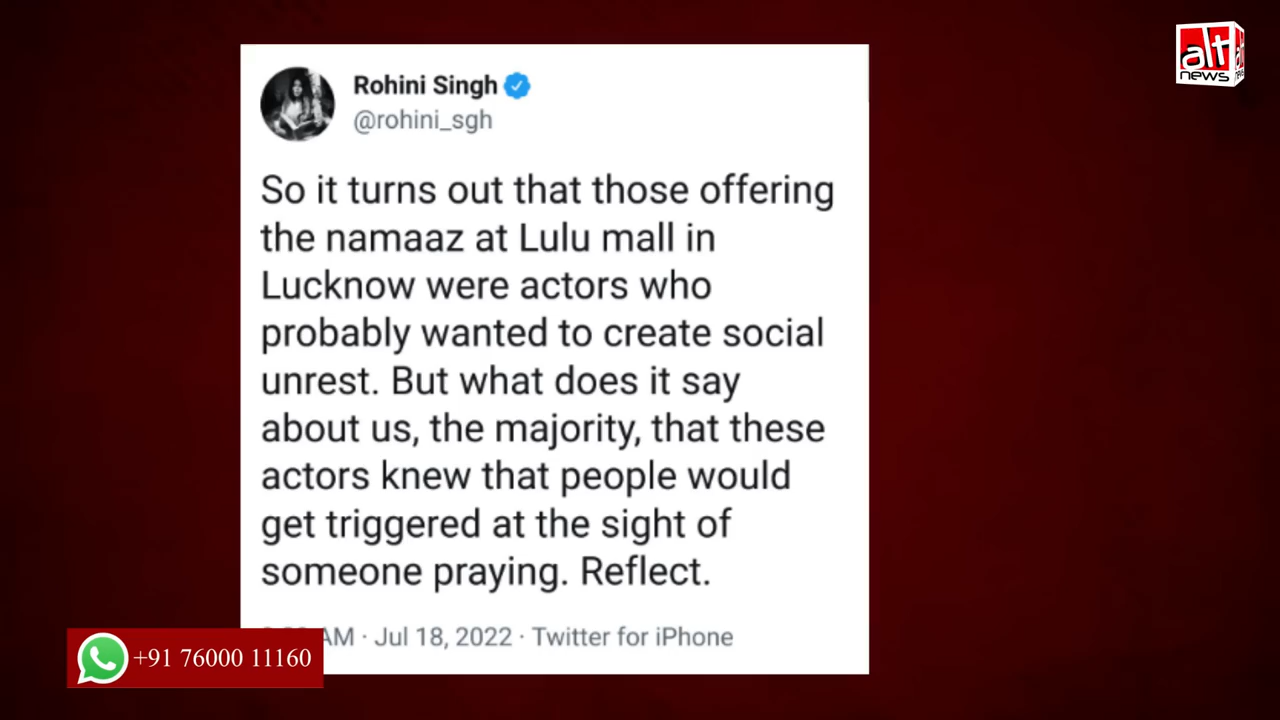 alt
news
Rohini Singh
@rohini_sgh
So it turns out that those offering
the namaaz at Lulu mall in
Lucknow were actors who
probably wanted to create social
unrest. But what does it say
about us, the majority, that these
actors knew that people would
get triggered at the sight of
someone praying. Reflect.
AM · Jul 18, 2022 · Twitter for iPhone
+91 76000 11160